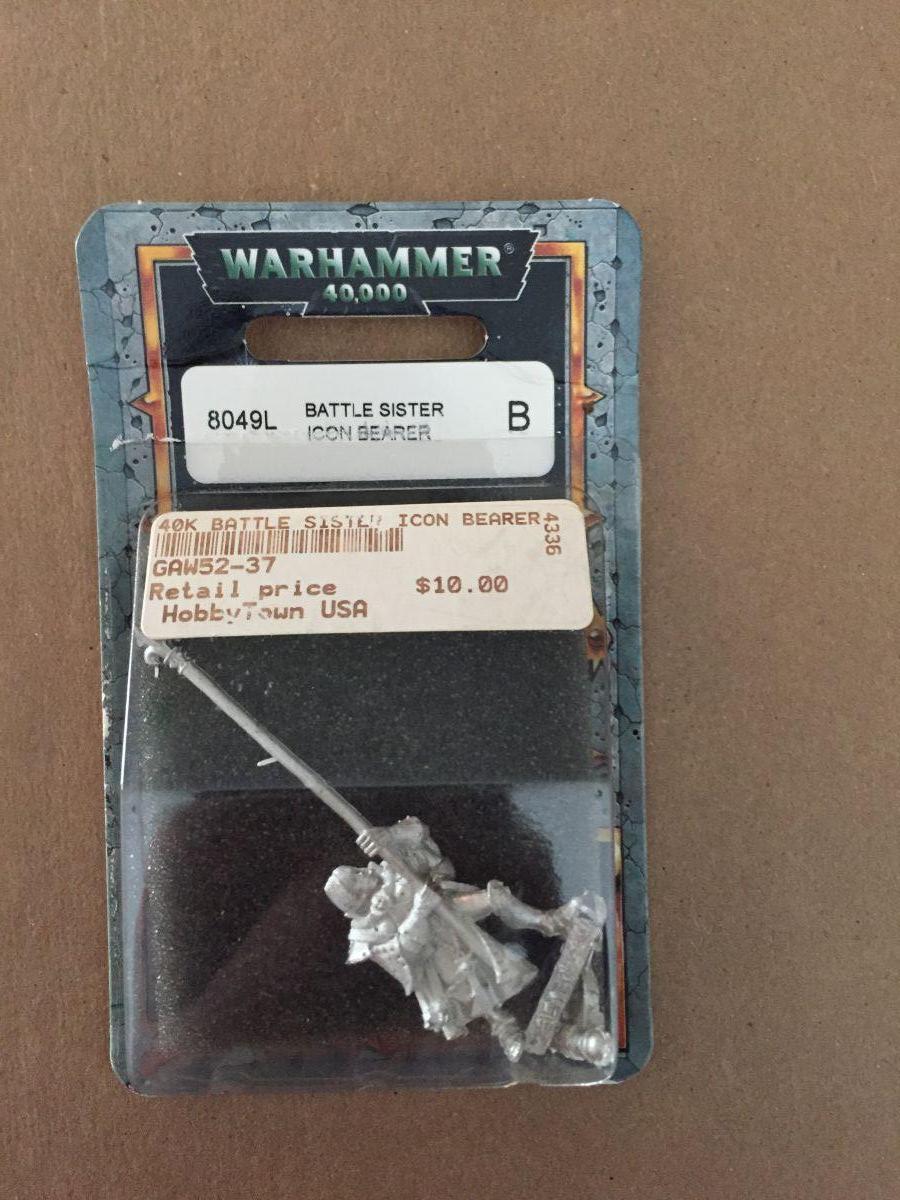 WARHAMMER®
40,000
8049L BATTLE SISTER B
ICON BEARER
40K BATTLE SISTER ICON BEARER 4336
GAW52-37
Retail price $10.00
HobbyTown USA